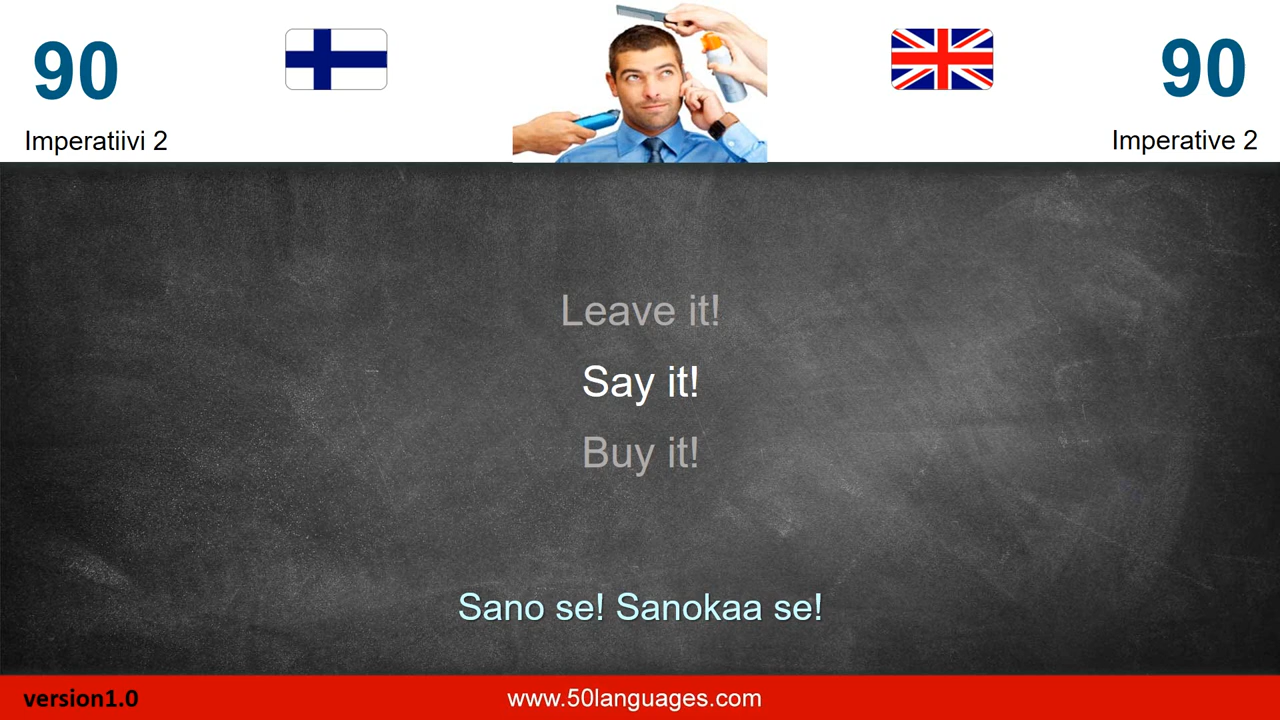 90
Imperatiivi 2
90
Imperative 2
Leave it!
Say it!
Buy it!
Sano se! Sanokaa se!
version1.0
www.50languages.com